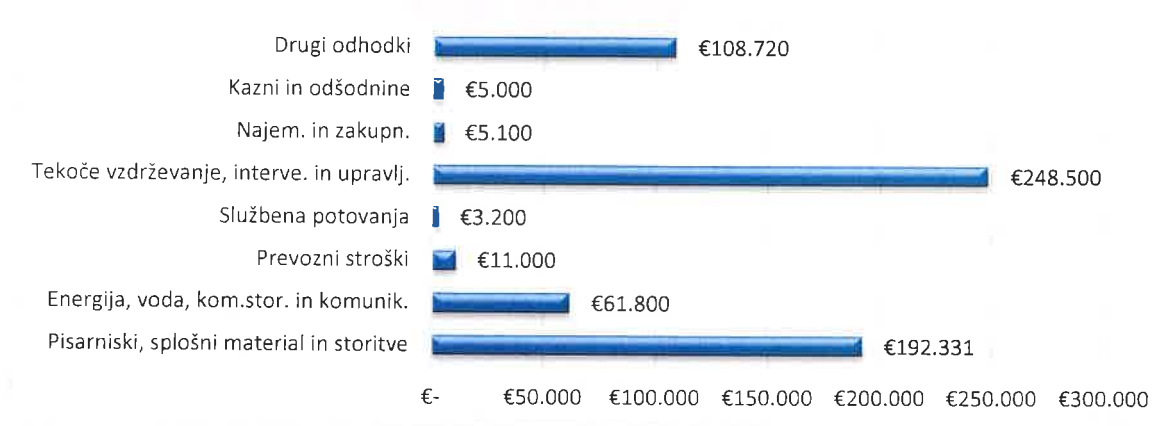 Drugi odhodki €108.720
Kazni in odšodnine €5.000
Najem. in zakupn. €5.100
Tekoče vzdrževanje, interve. in upravlj. €248.500
Službena potovanja €3.200
Prevozni stroški €11.000
Energija, voda, kom.stor. in komunik. €61.800
Pisarniski, splošni material in storitve €192.331
€- €50.000 €100.000 €150.000 €200.000 €250.000 €300.000